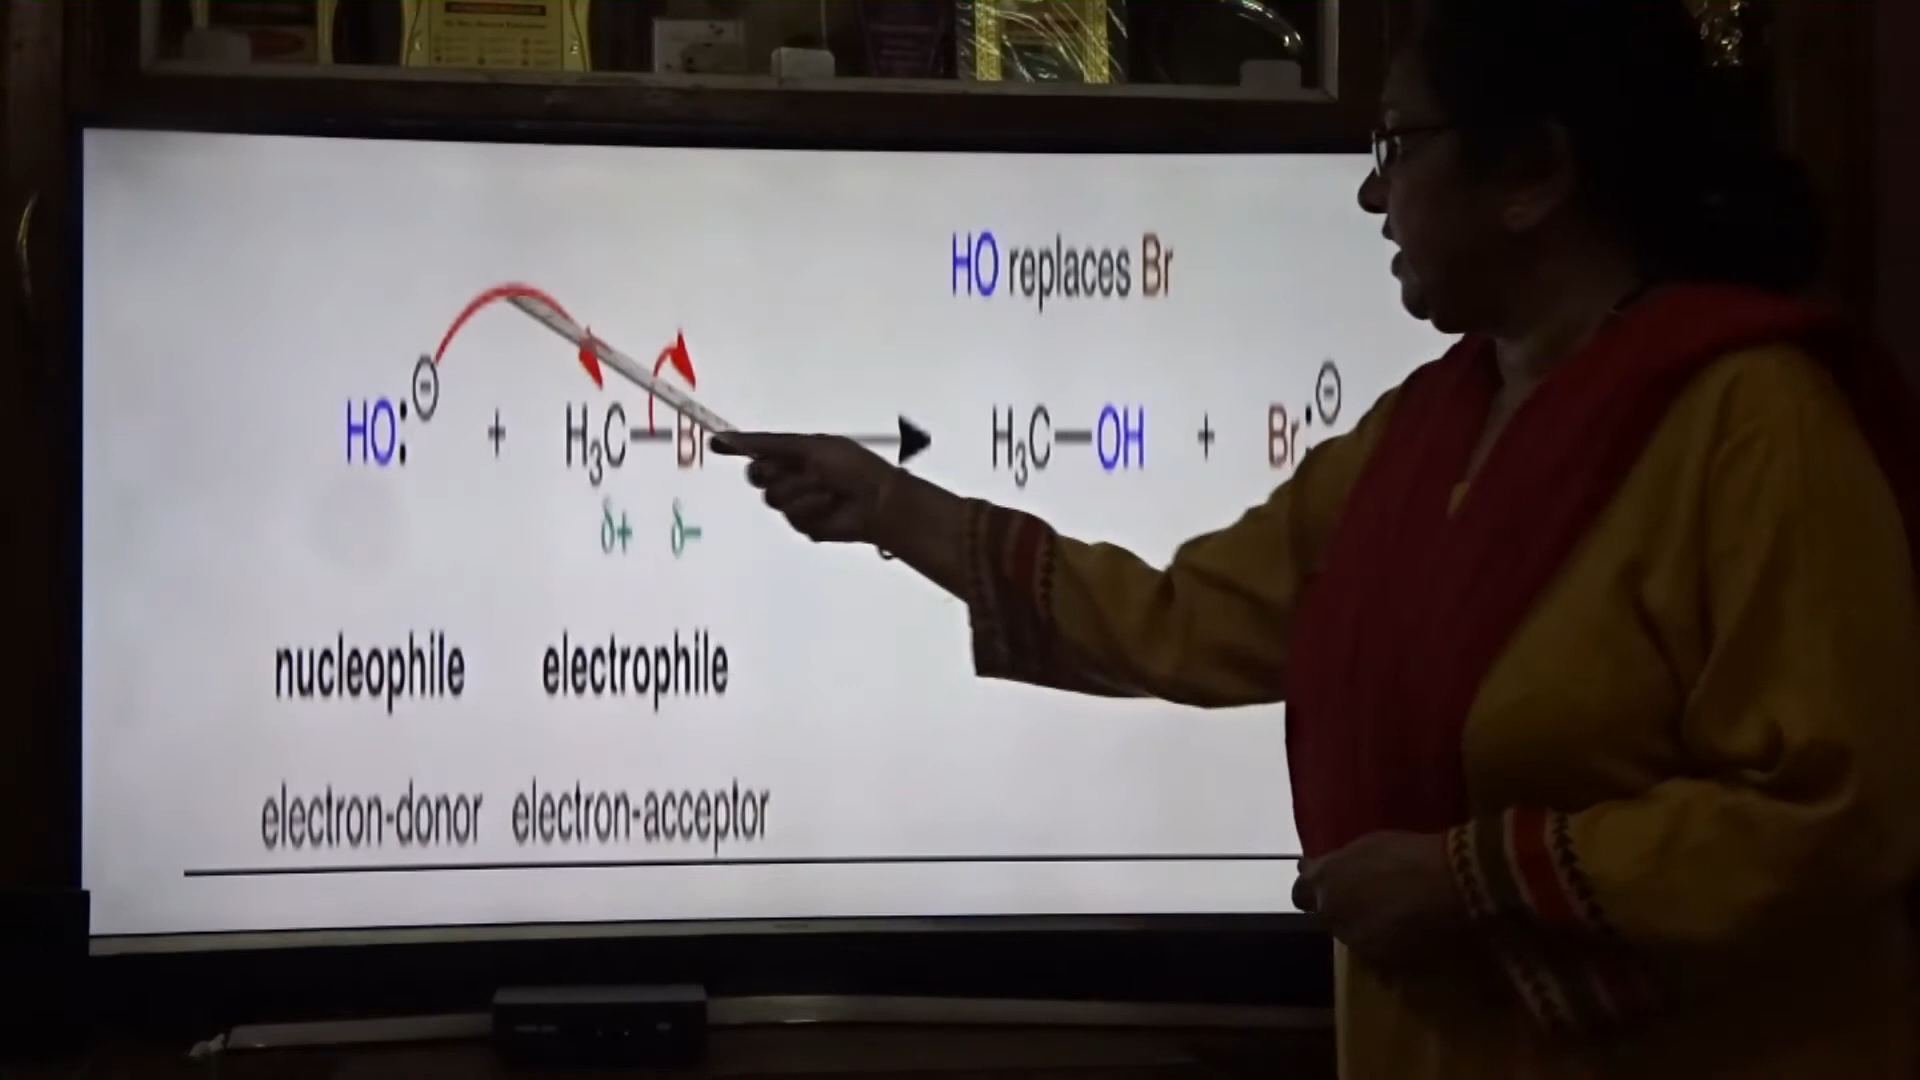 HO replaces Br
HO:⊖ + H₃C—Br → H₃C—OH + Br:⊖
δ+ δ−
nucleophile electrophile
electron-donor electron-acceptor